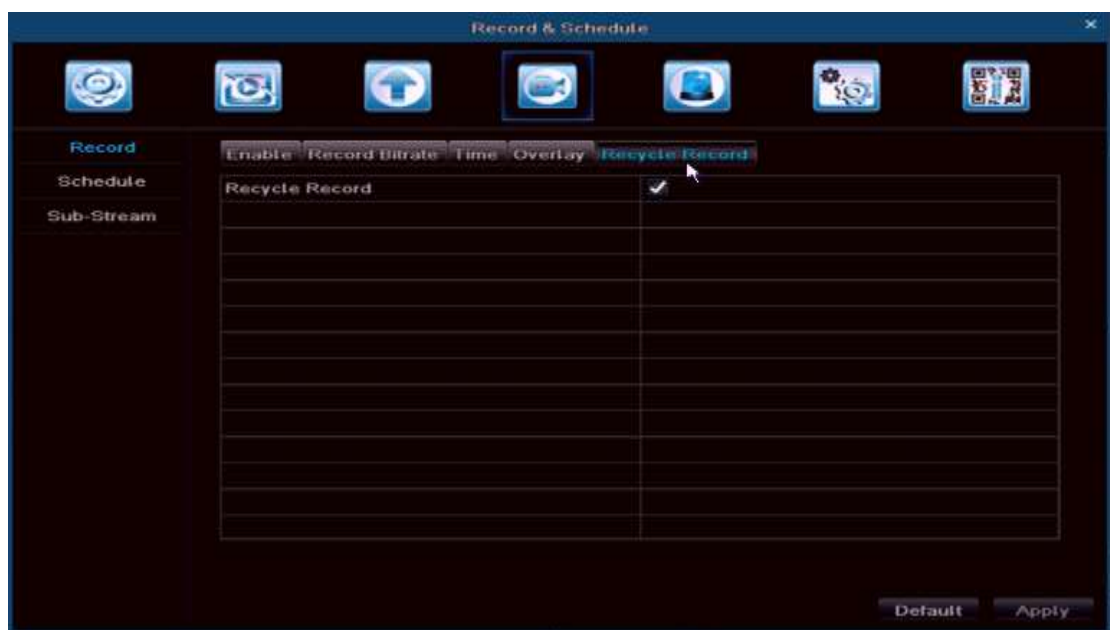 Record & Schedule
Record
Schedule
Sub-Stream
Enable Record Bitrate Time Overlay Recycle Record
Recycle Record
Default Apply